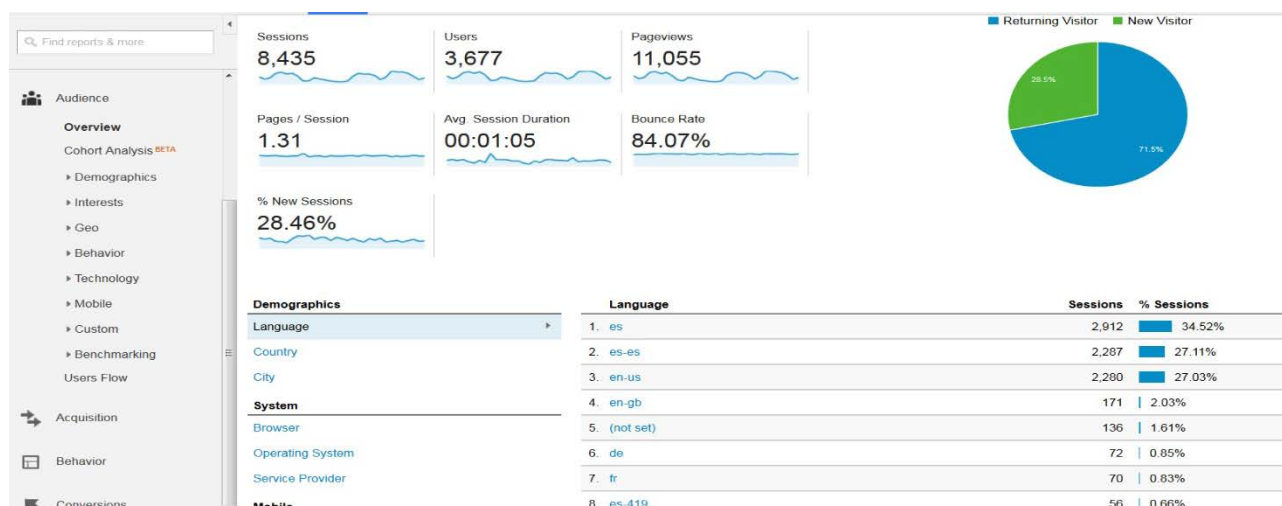 Find reports & more
Audience
Overview
Cohort Analysis BETA
Demographics
Interests
Geo
Behavior
Technology
Mobile
Custom
Benchmarking
Users Flow
Acquisition
Behavior
Conversions
Sessions
8,435
Users
3,677
Pageviews
11,055
Pages / Session
1.31
Avg. Session Duration
00:01:05
Bounce Rate
84.07%
% New Sessions
28.46%
Returning Visitor New Visitor
28.5%
71.5%
Demographics
Language
Country
City
System
Browser
Operating System
Service Provider
Mobile
Language Sessions % Sessions
1. es 2,912 34.52%
2. es-es 2,287 27.11%
3. en-us 2,280 27.03%
4. en-gb 171 2.03%
5. (not set) 136 1.61%
6. de 72 0.85%
7. fr 70 0.83%
8. es-419 56 0.66%